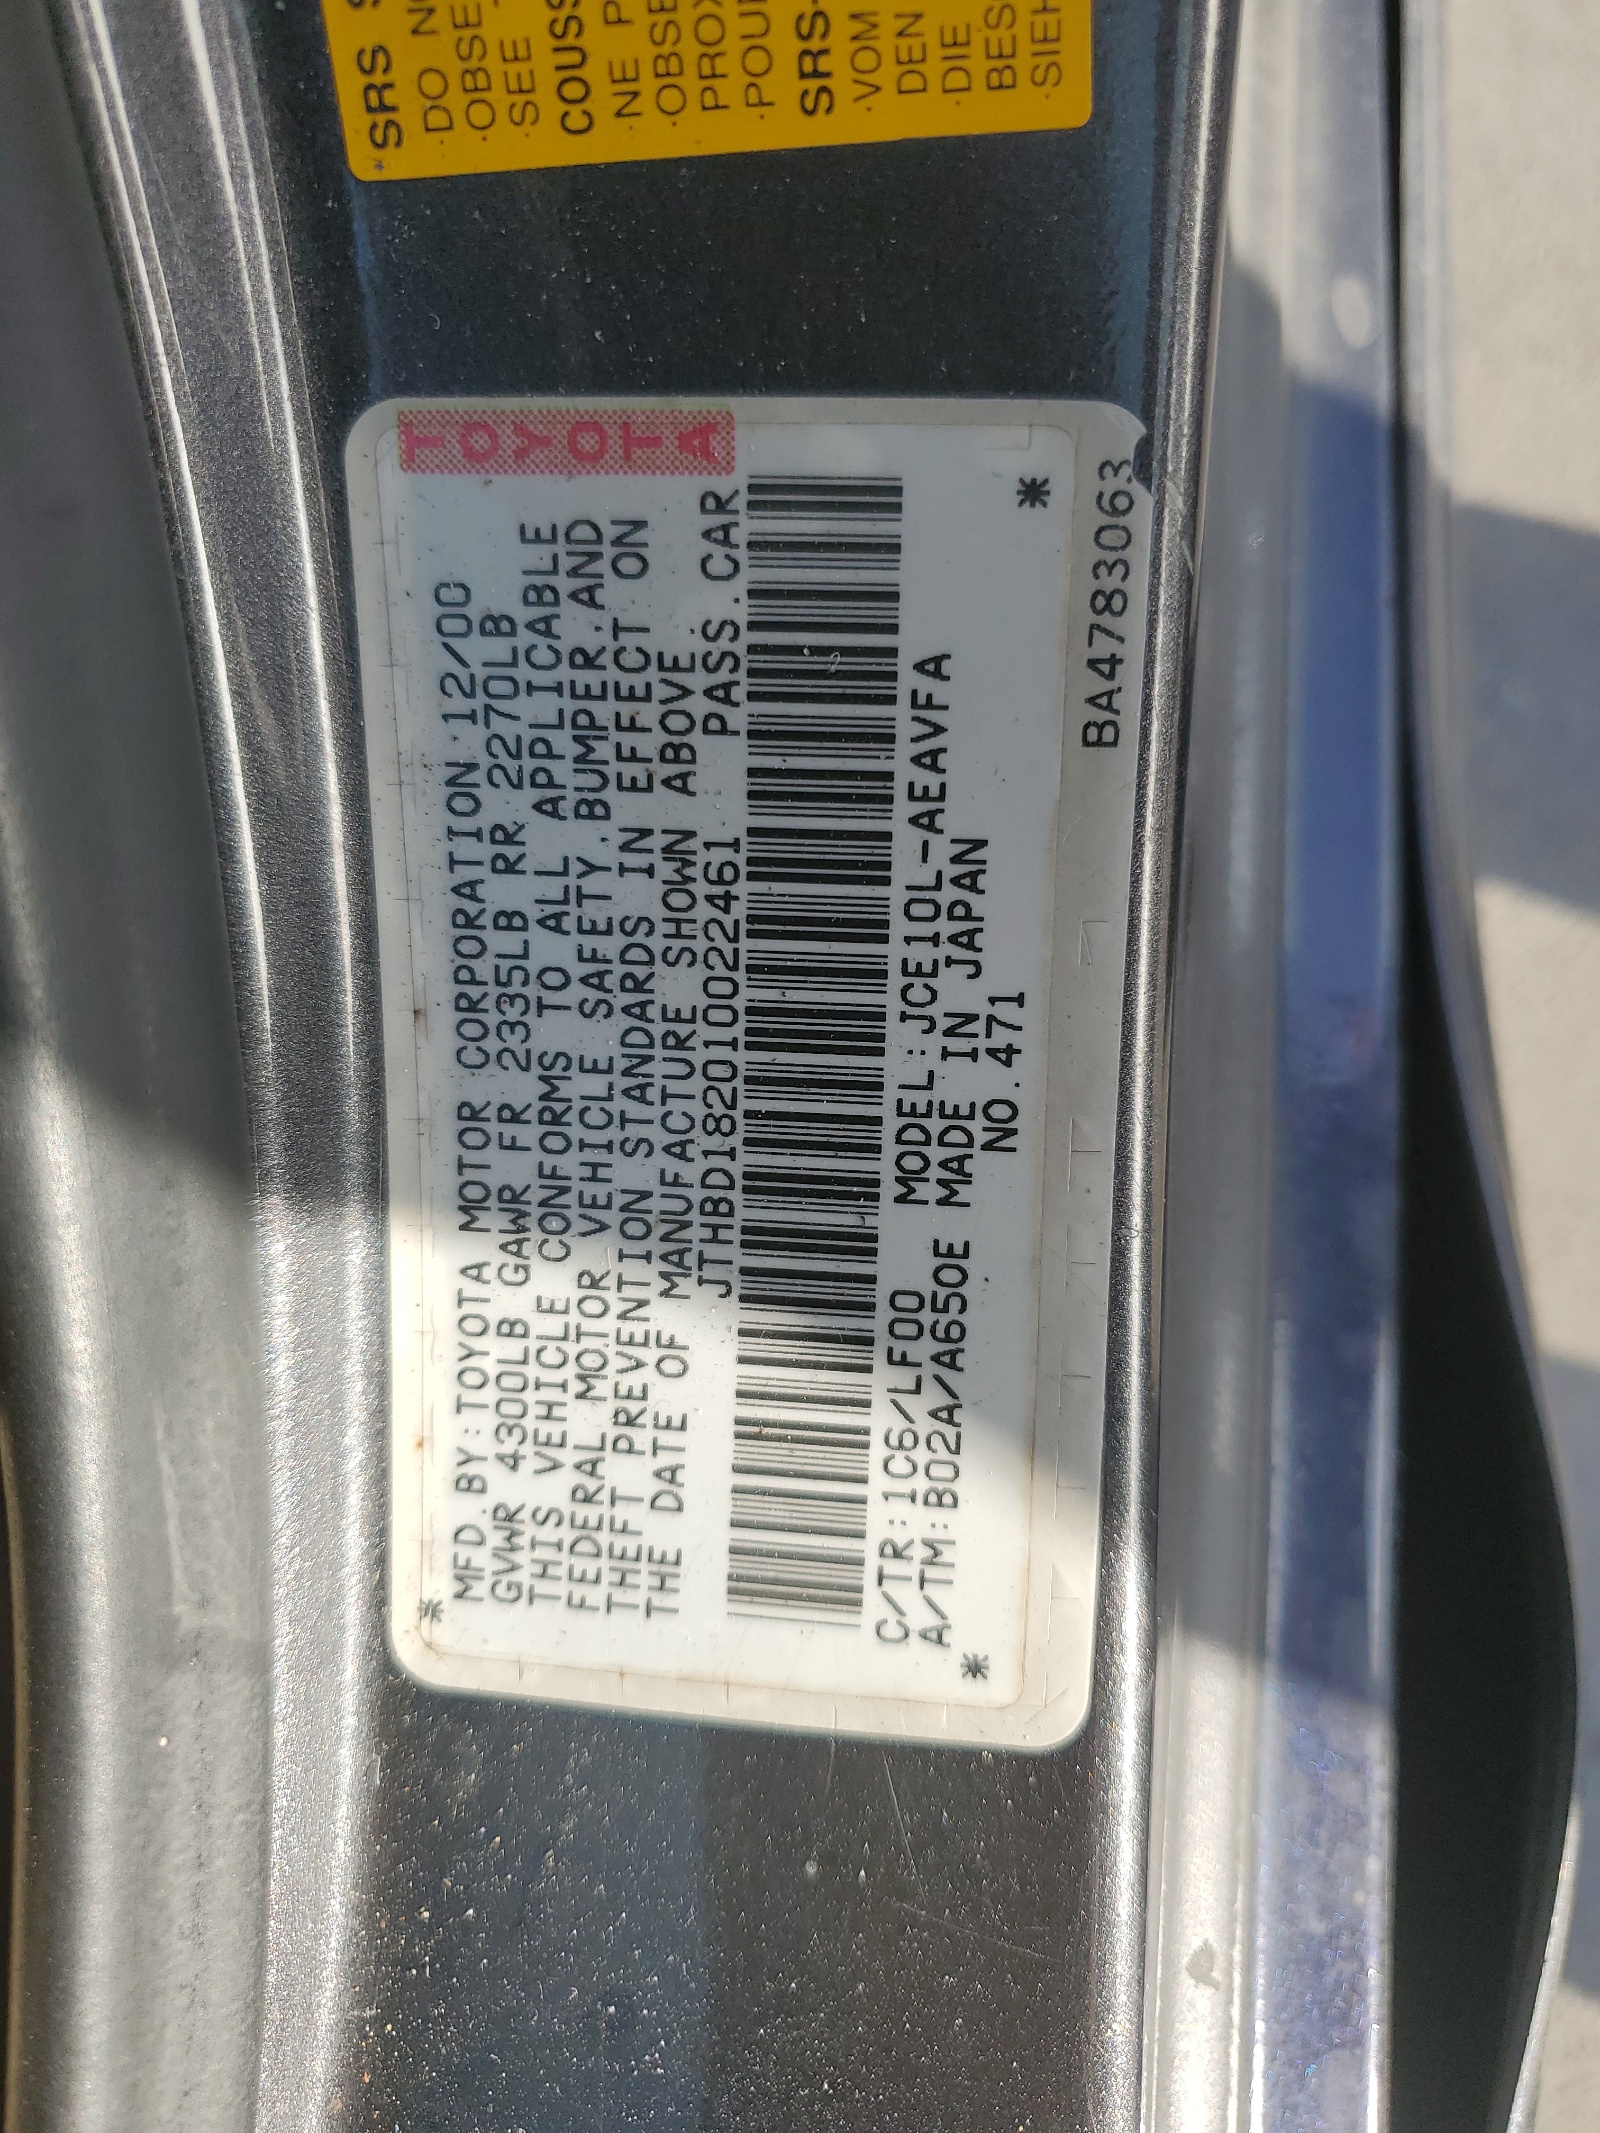 *SRS S
·DO NO
·OBSE
·SEE
COUSS
·NE P
·OBSE
PROX
·POUR
SRS-
·VOM
DEN
·DIE
BES
·SIEH
TOYOTA
*
MFD.BY:TOYOTA MOTOR CORPORATION 12/00
GVWR 4300LB GAWR FR 2335LB RR 2270LB
THIS VEHICLE CONFORMS TO ALL APPLICABLE
FEDERAL MOTOR VEHICLE SAFETY,BUMPER,AND
THEFT PREVENTION STANDARDS IN EFFECT ON
THE DATE OF MANUFACTURE SHOWN ABOVE.
JTHBD182010022461 PASS.CAR
C/TR:1C6/LF00 MODEL:JCE10L-AEAVFA
A/TM:B02A/A650E MADE IN JAPAN
NO.471
* *
BA4783063